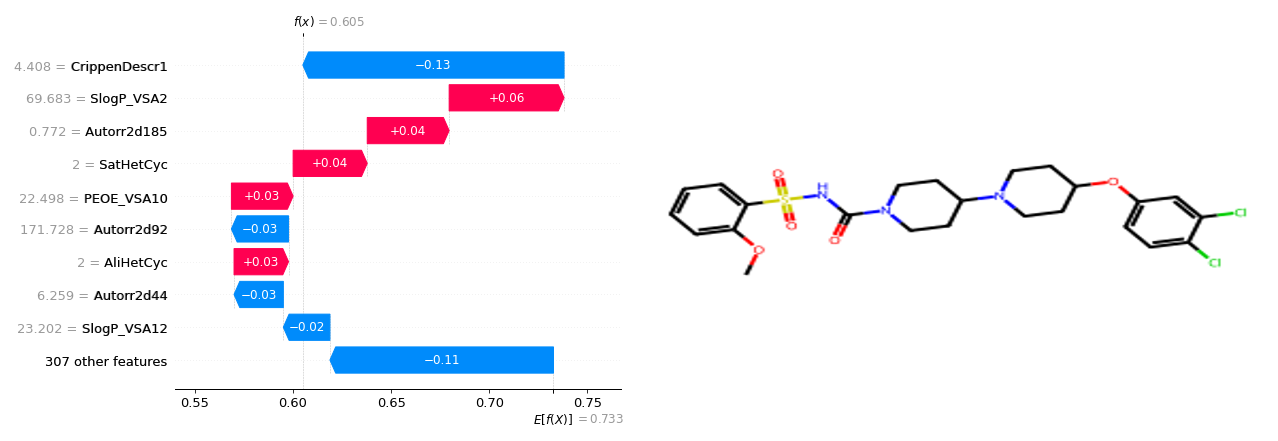 f(x) = 0.605
4.408 = CrippenDescr1 −0.13
69.683 = SlogP_VSA2 +0.06
0.772 = Autorr2d185 +0.04
2 = SatHetCyc +0.04
22.498 = PEOE_VSA10 +0.03
171.728 = Autorr2d92 −0.03
2 = AliHetCyc +0.03
6.259 = Autorr2d44 −0.03
23.202 = SlogP_VSA12 −0.02
307 other features −0.11
0.55 0.60 0.65 0.70 0.75
E[f(X)] = 0.733
O
S
O
H
N
O
O
N
N
O
Cl
Cl